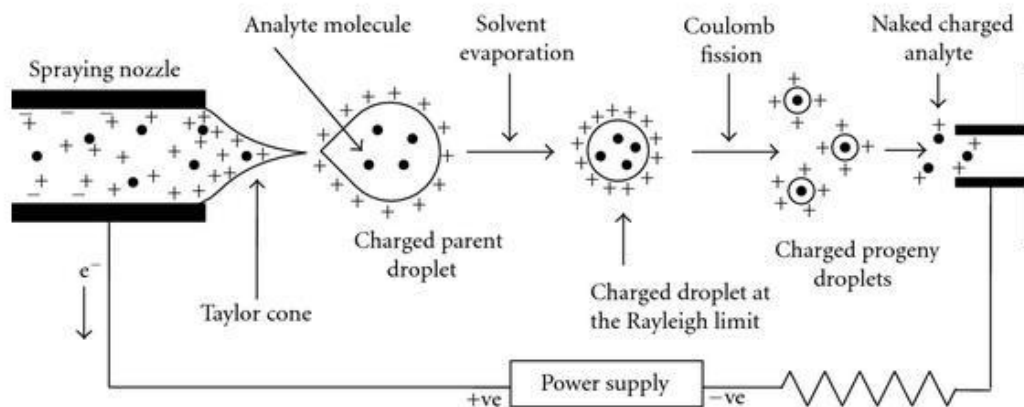 Analyte molecule
Solvent
evaporation
Coulomb
fission
Naked charged
analyte
Spraying nozzle
Charged parent
droplet
Charged progeny
droplets
e⁻
Taylor cone
Charged droplet at
the Rayleigh limit
+ve
Power supply
−ve